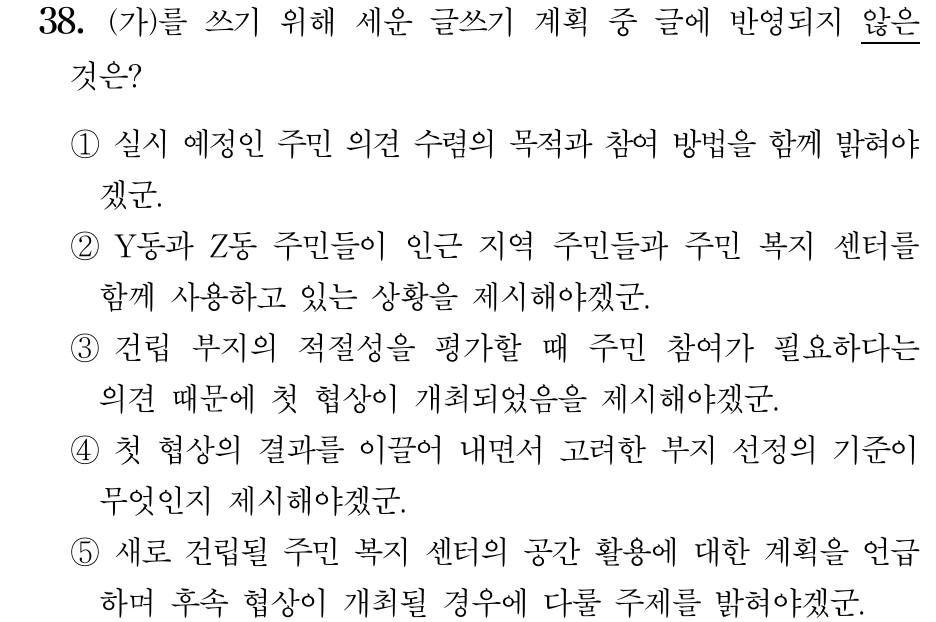 38. (가)를 쓰기 위해 세운 글쓰기 계획 중 글에 반영되지 않은
것은?
① 실시 예정인 주민 의견 수렴의 목적과 참여 방법을 함께 밝혀야
겠군.
② Y동과 Z동 주민들이 인근 지역 주민들과 주민 복지 센터를
함께 사용하고 있는 상황을 제시해야겠군.
③ 건립 부지의 적절성을 평가할 때 주민 참여가 필요하다는
의견 때문에 첫 협상이 개최되었음을 제시해야겠군.
④ 첫 협상의 결과를 이끌어 내면서 고려한 부지 선정의 기준이
무엇인지 제시해야겠군.
⑤ 새로 건립될 주민 복지 센터의 공간 활용에 대한 계획을 언급
하며 후속 협상이 개최될 경우에 다룰 주제를 밝혀야겠군.